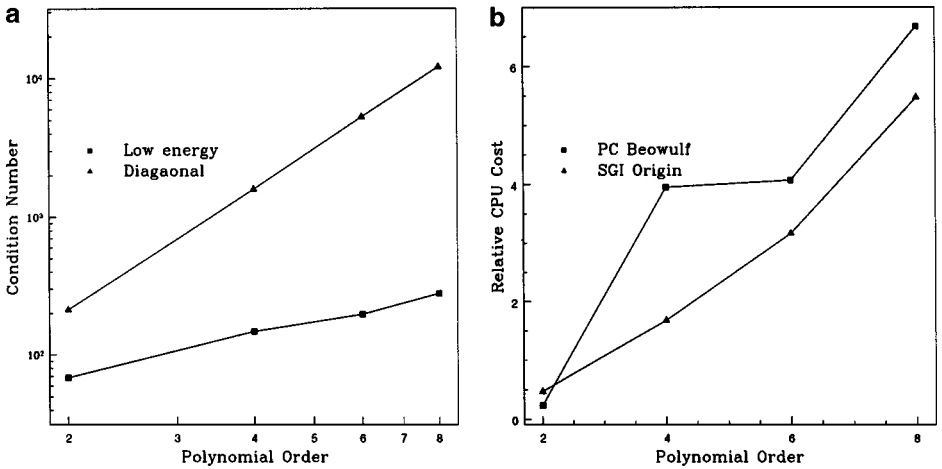 a
Condition Number
10⁴
10³
10²
Low energy
Diagaonal
2 3 4 5 6 7 8
Polynomial Order
b
Relative CPU Cost
6
4
2
0
PC Beowulf
SGI Origin
2 4 6 8
Polynomial Order